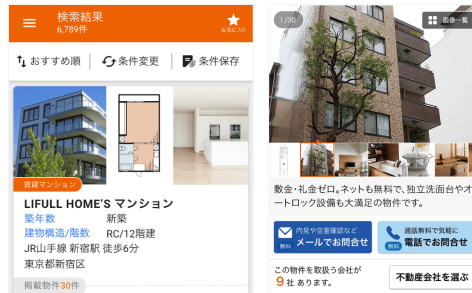 検索結果
6,789件
お気に入り
おすすめ順
条件変更
条件保存
賃貸マンション
LIFULL HOME'S マンション
築年数 新築
建物構造/階数 RC/12階建
JR山手線 新宿駅 徒歩6分
東京都新宿区
掲載物件30件
1/30
画像一覧
敷金・礼金ゼロ。ネットも無料で、独立洗面台やオ
ートロック設備も大満足の物件です。
内見や空室確認など
無料 メールでお問合せ
通話無料で気軽に
無料 電話でお問合せ
この物件を取扱う会社が
9社 あります。
不動産会社を選ぶ